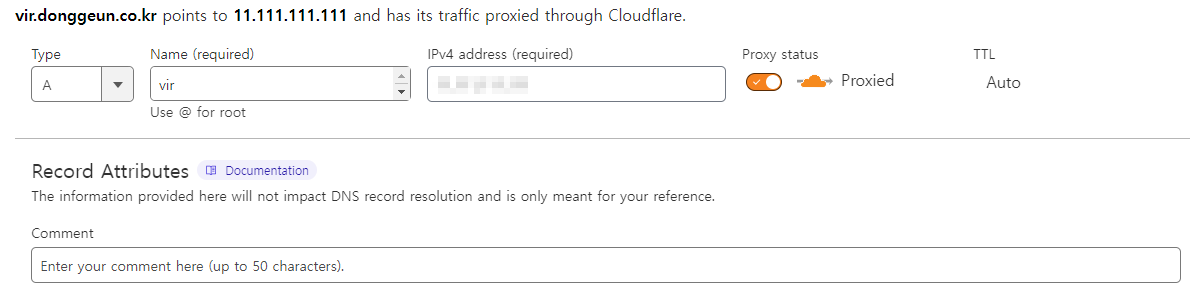 vir.donggeun.co.kr points to 11.111.111.111 and has its traffic proxied through Cloudflare.
Type Name (required) IPv4 address (required) Proxy status TTL
A vir Proxied Auto
Use @ for root
Record Attributes Documentation
The information provided here will not impact DNS record resolution and is only meant for your reference.
Comment
Enter your comment here (up to 50 characters).